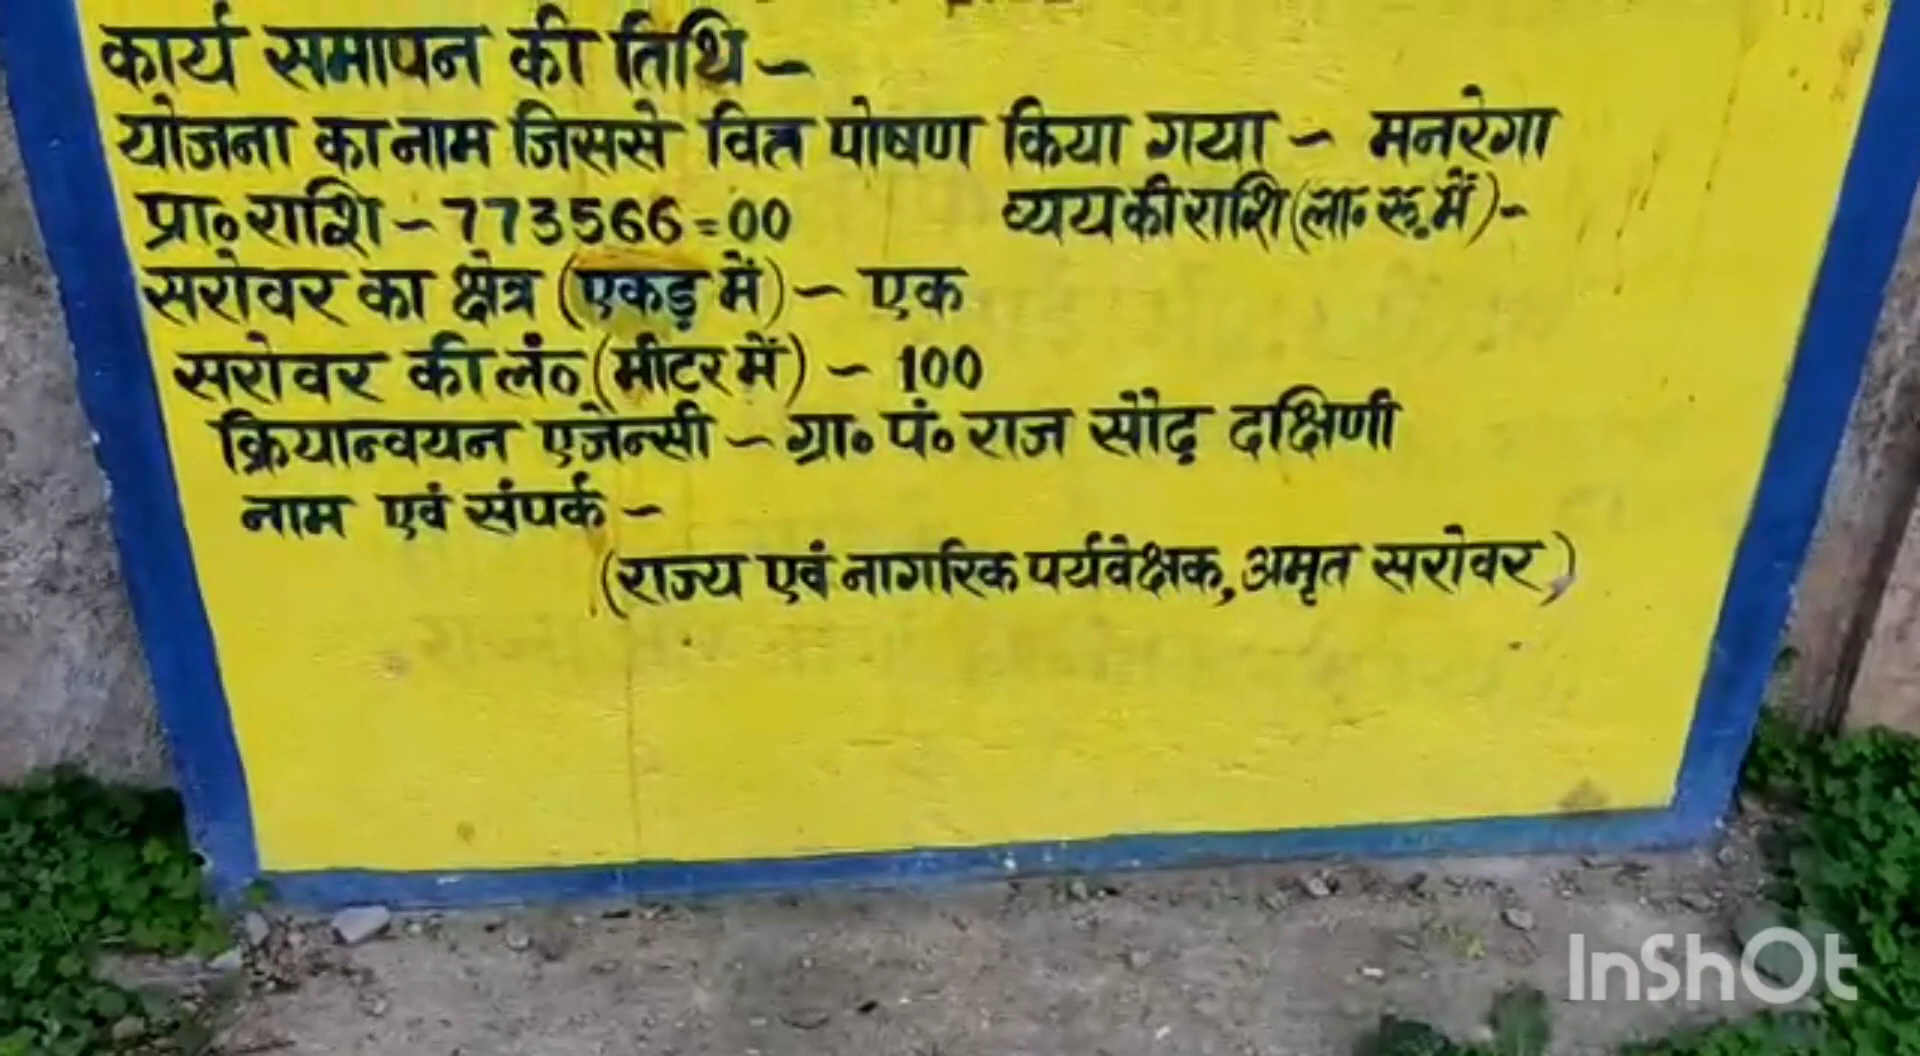 कार्य समापन की तिथि ~
योजना का नाम जिससे वित्त पोषण किया गया ~ मनरेगा
प्रा० राशि ~ 773566=00 व्यय की राशि (ला० रू. में) ~
सरोवर का क्षेत्र (एकड़ में) ~ एक
सरोवर की लं० (मीटर में) ~ 100
क्रियान्वयन एजेन्सी ~ ग्रा० पं० राज सोढ़ दक्षिणी
नाम एवं संपर्क ~
(राज्य एवं नागरिक पर्यवेक्षक, अमृत सरोवर)
InShOt